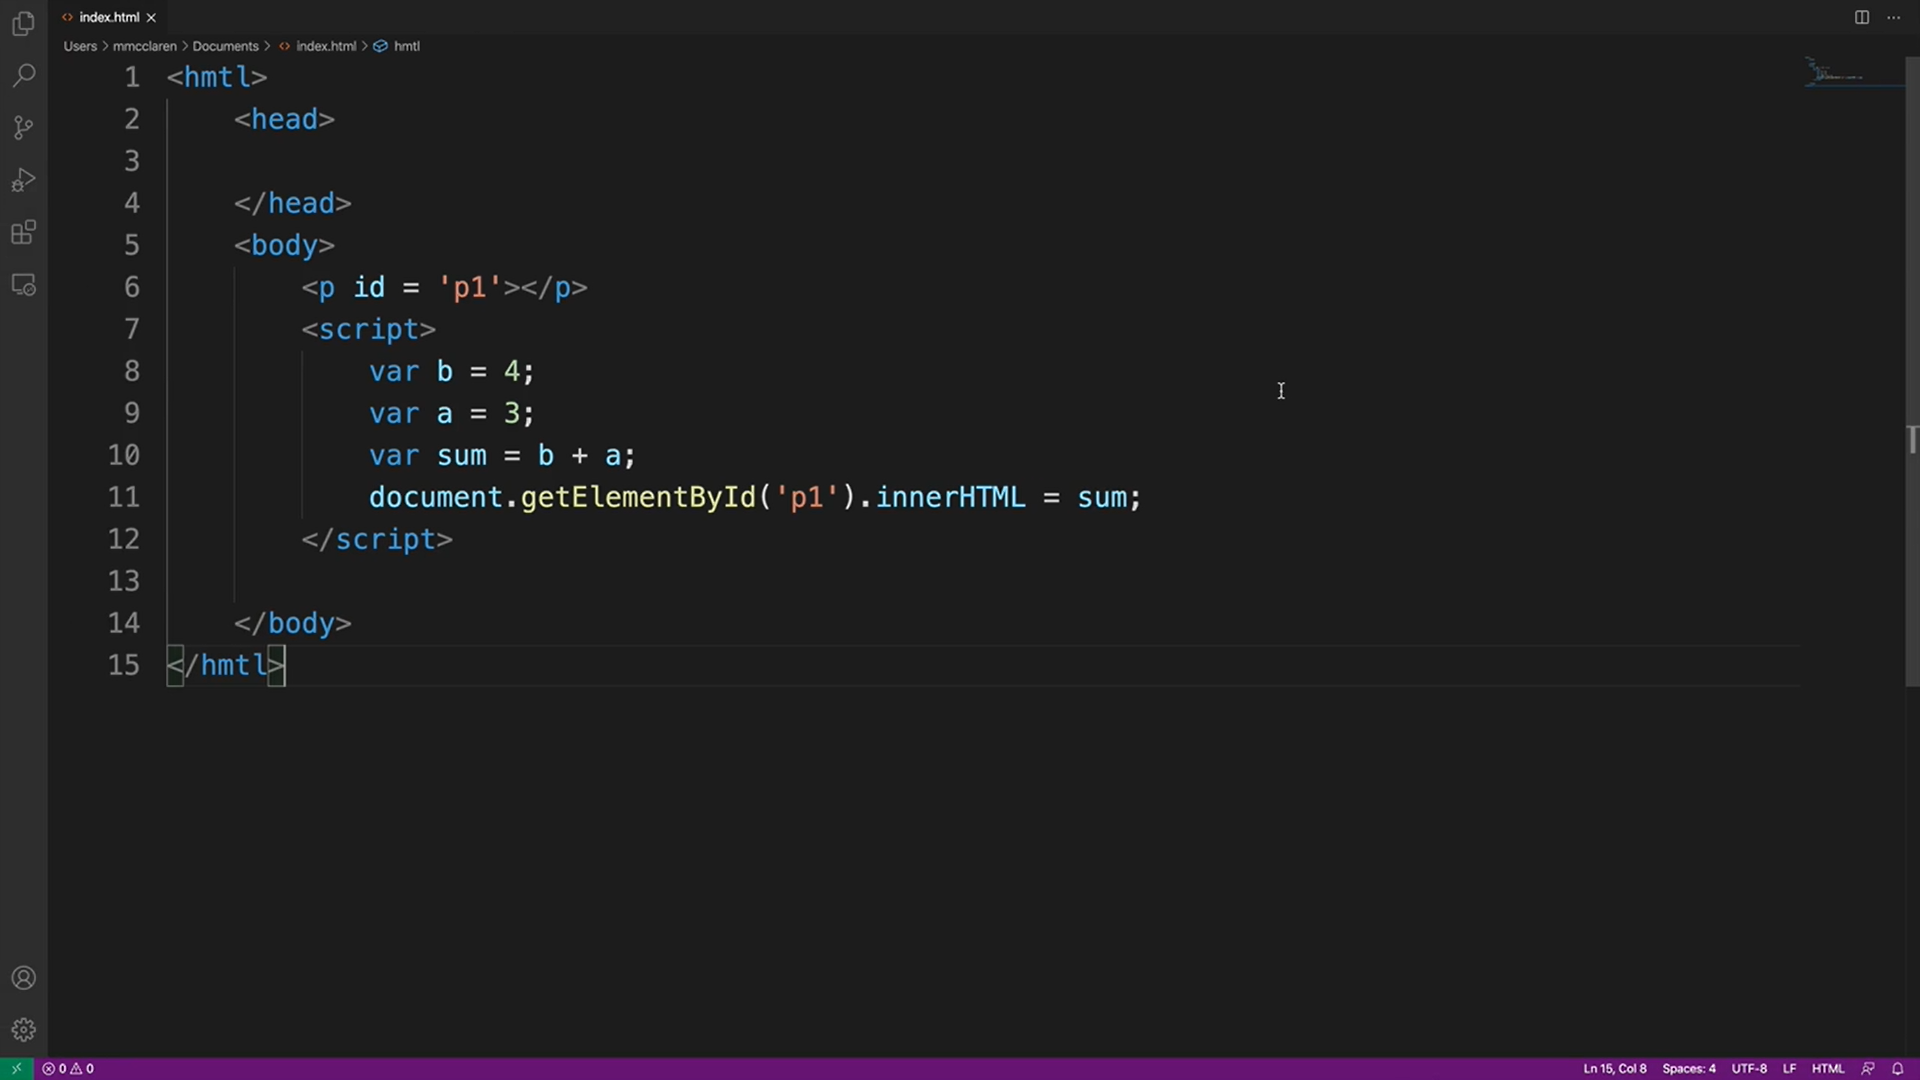 index.html
Users > mmcclaren > Documents > index.html > hmtl
1 <hmtl>
2 <head>
3
4 </head>
5 <body>
6 <p id = 'p1'></p>
7 <script>
8 var b = 4;
9 var a = 3;
10 var sum = b + a;
11 document.getElementById('p1').innerHTML = sum;
12 </script>
13
14 </body>
15 </hmtl>
0 0 Ln 15, Col 8 Spaces: 4 UTF-8 LF HTML